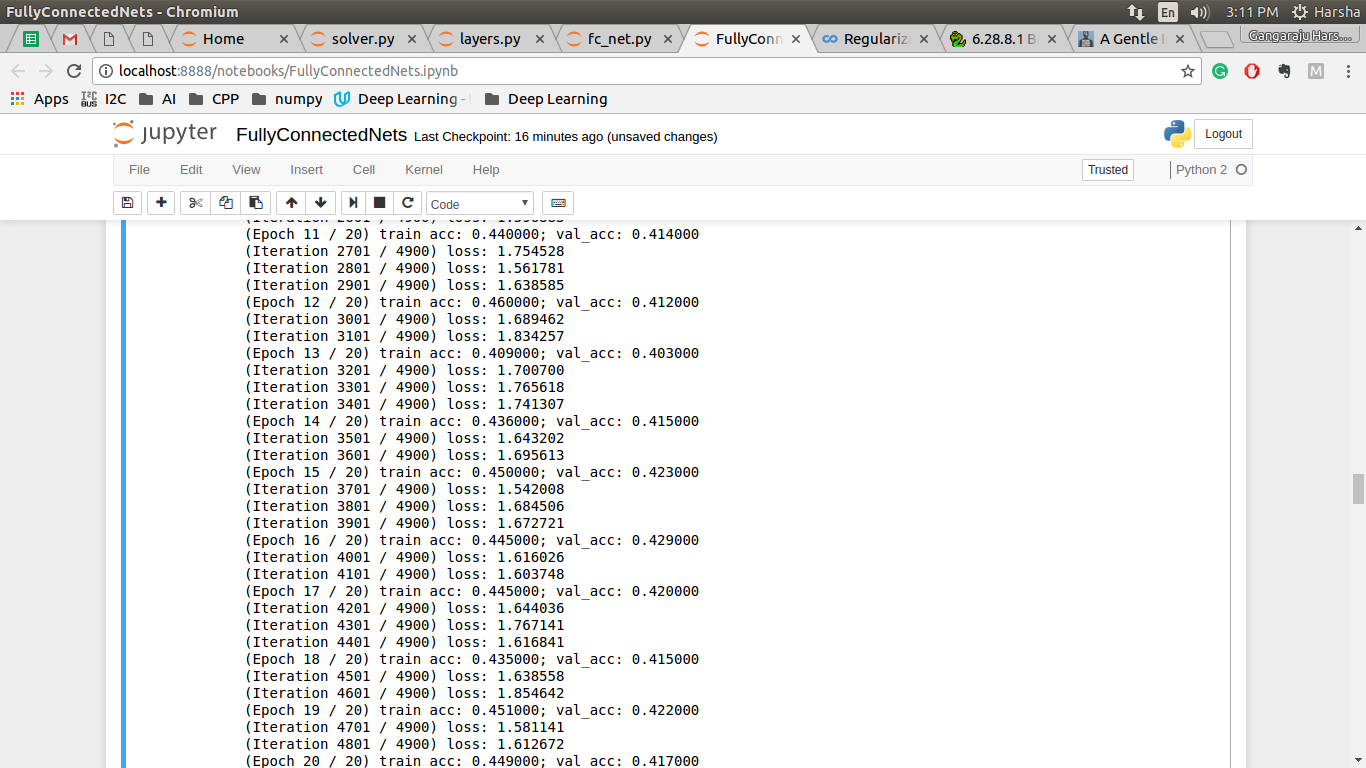 FullyConnectedNets - Chromium
En
3:11 PM
Harsha
Home
solver.py
layers.py
fc_net.py
FullyConn
Regulariz
6.28.8.1 B
A Gentle I
Gangaraju Hars...
localhost:8888/notebooks/FullyConnectedNets.ipynb
Apps
I2C
AI
CPP
numpy
Deep Learning -
Deep Learning
jupyter
FullyConnectedNets
Last Checkpoint: 16 minutes ago (unsaved changes)
Logout
File
Edit
View
Insert
Cell
Kernel
Help
Trusted
Python 2
Code
(Epoch 11 / 20) train acc: 0.440000; val_acc: 0.414000
(Iteration 2701 / 4900) loss: 1.754528
(Iteration 2801 / 4900) loss: 1.561781
(Iteration 2901 / 4900) loss: 1.638585
(Epoch 12 / 20) train acc: 0.460000; val_acc: 0.412000
(Iteration 3001 / 4900) loss: 1.689462
(Iteration 3101 / 4900) loss: 1.834257
(Epoch 13 / 20) train acc: 0.409000; val_acc: 0.403000
(Iteration 3201 / 4900) loss: 1.700700
(Iteration 3301 / 4900) loss: 1.765618
(Iteration 3401 / 4900) loss: 1.741307
(Epoch 14 / 20) train acc: 0.436000; val_acc: 0.415000
(Iteration 3501 / 4900) loss: 1.643202
(Iteration 3601 / 4900) loss: 1.695613
(Epoch 15 / 20) train acc: 0.450000; val_acc: 0.423000
(Iteration 3701 / 4900) loss: 1.542008
(Iteration 3801 / 4900) loss: 1.684506
(Iteration 3901 / 4900) loss: 1.672721
(Epoch 16 / 20) train acc: 0.445000; val_acc: 0.429000
(Iteration 4001 / 4900) loss: 1.616026
(Iteration 4101 / 4900) loss: 1.603748
(Epoch 17 / 20) train acc: 0.445000; val_acc: 0.420000
(Iteration 4201 / 4900) loss: 1.644036
(Iteration 4301 / 4900) loss: 1.767141
(Iteration 4401 / 4900) loss: 1.616841
(Epoch 18 / 20) train acc: 0.435000; val_acc: 0.415000
(Iteration 4501 / 4900) loss: 1.638558
(Iteration 4601 / 4900) loss: 1.854642
(Epoch 19 / 20) train acc: 0.451000; val_acc: 0.422000
(Iteration 4701 / 4900) loss: 1.581141
(Iteration 4801 / 4900) loss: 1.612672
(Epoch 20 / 20) train acc: 0.449000; val_acc: 0.417000